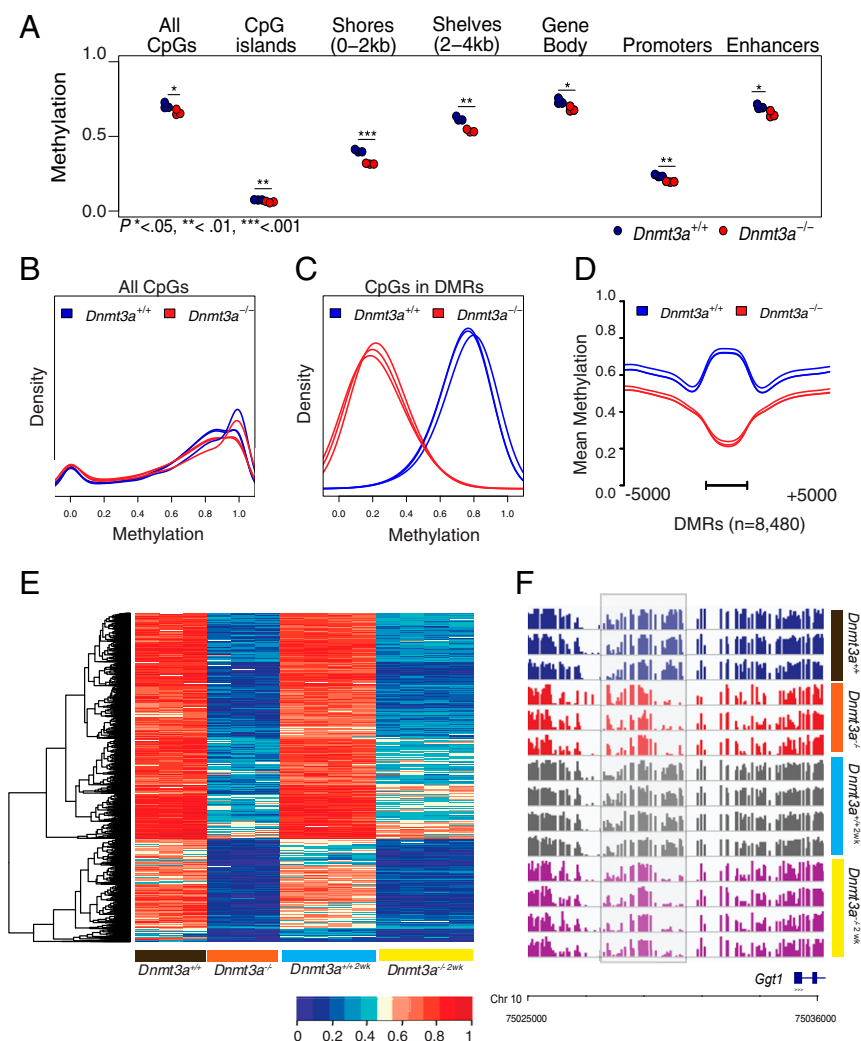 A
All CpGs
CpG islands
Shores (0–2kb)
Shelves (2–4kb)
Gene Body
Promoters
Enhancers
Methylation
1.0
0.5
0.0
*
**
***
**
*
**
*
P *<.05, **< .01, ***<.001
Dnmt3a+/+
Dnmt3a−/−
B
All CpGs
Dnmt3a+/+
Dnmt3a−/−
Density
0.0 0.2 0.4 0.6 0.8 1.0
Methylation
C
CpGs in DMRs
Dnmt3a+/+
Dnmt3a−/−
Density
0.0 0.2 0.4 0.6 0.8 1.0
Methylation
D
Dnmt3a+/+
Dnmt3a−/−
Mean Methylation
1.0
0.8
0.6
0.4
0.2
0.0
-5000 +5000
DMRs (n=8,480)
E
Dnmt3a+/+
Dnmt3a-/-
Dnmt3a+/+ 2wk
Dnmt3a-/- 2wk
0 0.2 0.4 0.6 0.8 1
F
Dnmt3a+/+
Dnmt3a-/-
Dnmt3a+/+ 2wk
Dnmt3a-/- 2 wk
Ggt1
>>>
Chr 10
75025000 75036000